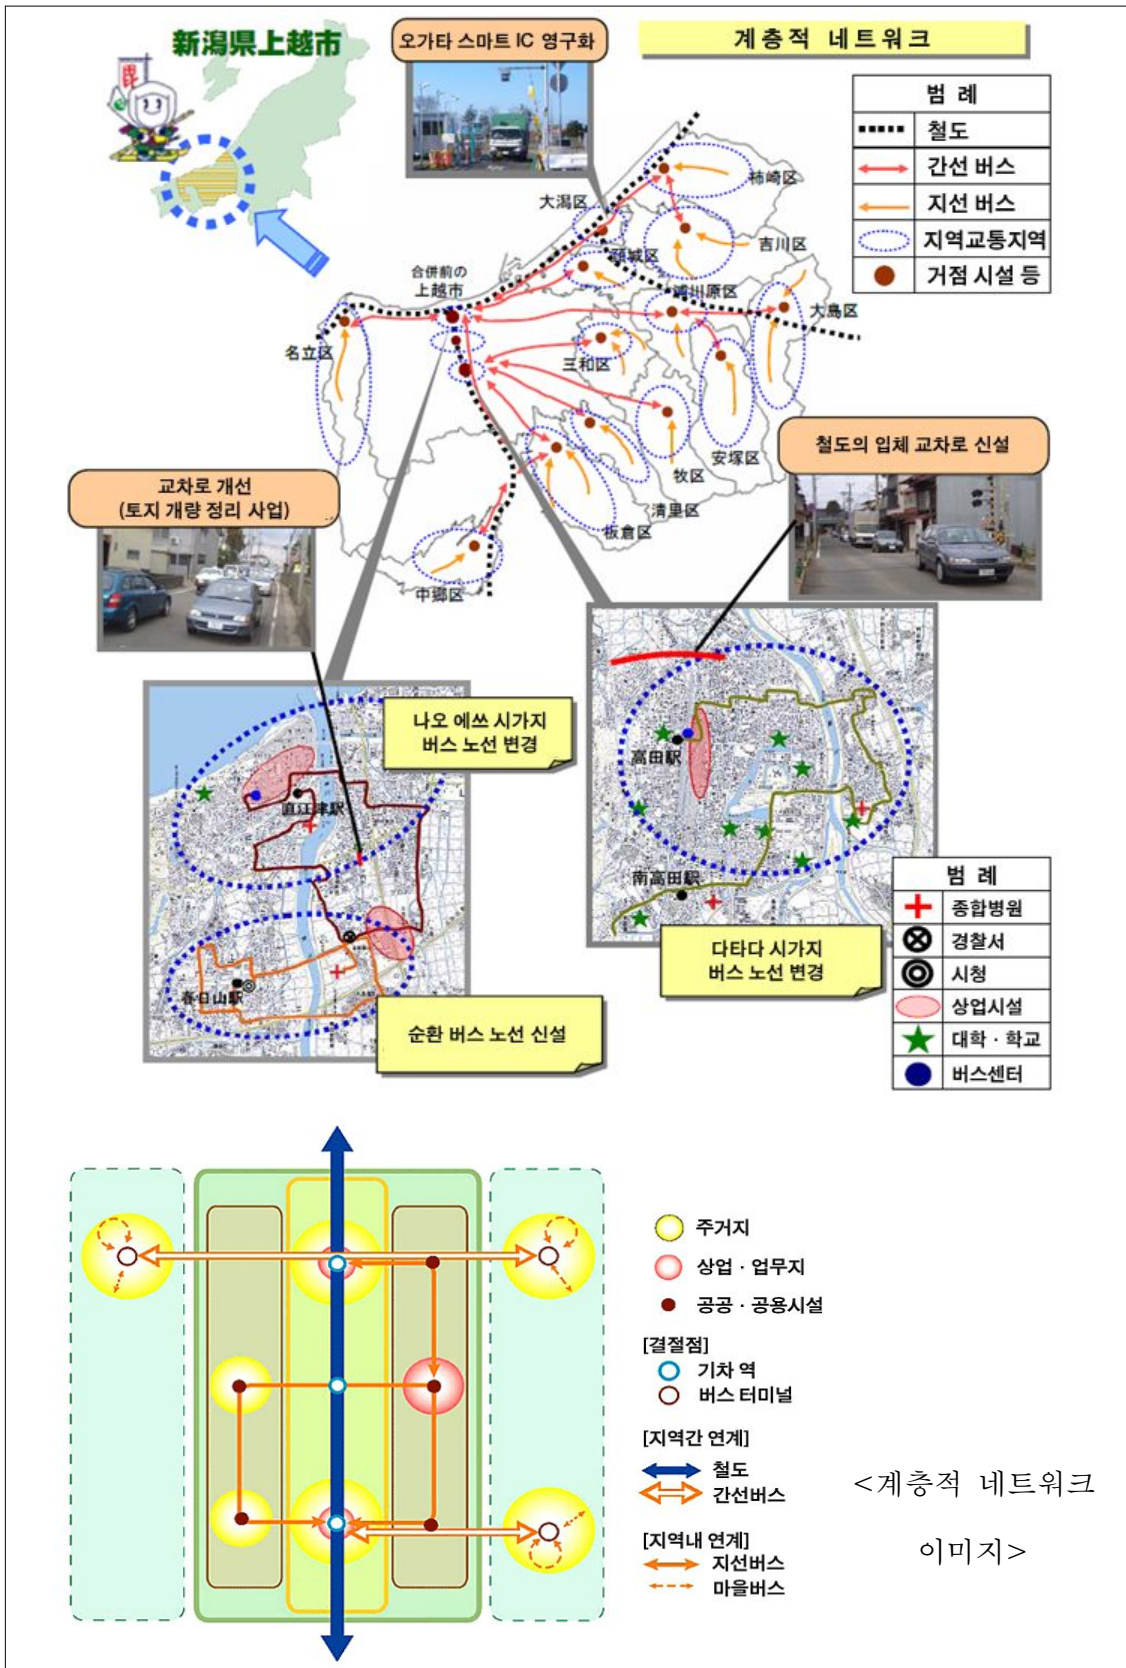 新潟県上越市
오가타 스마트 IC 영구화
계층적 네트워크
범 례
철도
간선 버스
지선 버스
지역교통지역
거점 시설 등
柿崎区
大潟区
吉川区
頸城区
合併前の
上越市
浦川原区
大島区
名立区
三和区
安塚区
牧区
清里区
板倉区
中郷区
철도의 입체 교차로 신설
교차로 개선
(토지 개량 정리 사업)
나오 에쓰 시가지
버스 노선 변경
直江津駅
春日山駅
순환 버스 노선 신설
高田駅
南高田駅
다타다 시가지
버스 노선 변경
범 례
종합병원
경찰서
시청
상업시설
대학 · 학교
버스센터
주거지
상업 · 업무지
공공 · 공용시설
[결절점]
기차 역
버스 터미널
[지역간 연계]
철도
간선버스
[지역내 연계]
지선버스
마을버스
<계층적 네트워크
이미지>